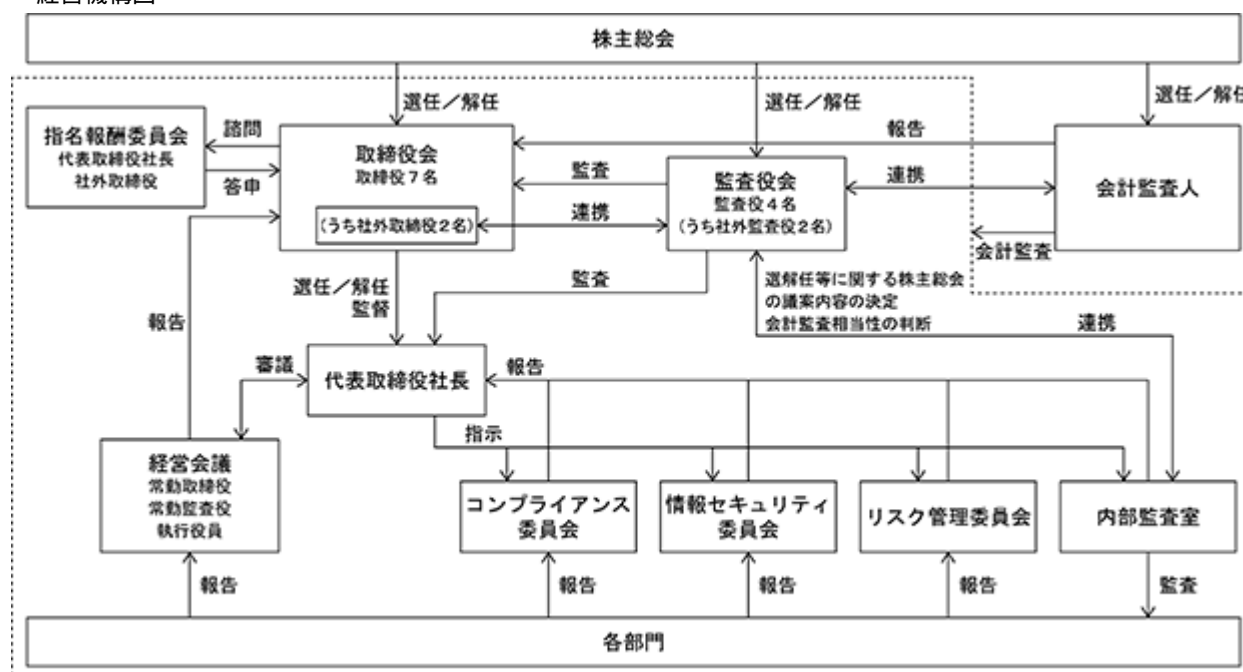 株主総会
選任／解任
選任／解任
選任／解任
指名報酬委員会
代表取締役社長
社外取締役
諮問
答申
取締役会
取締役７名
(うち社外取締役２名)
報告
監査
連携
監査役会
監査役４名
(うち社外監査役２名)
連携
会計監査人
会計監査
選任／解任
監督
監査
選解任等に関する株主総会
の議案内容の決定
会計監査相当性の判断
連携
報告
審議
代表取締役社長
報告
指示
経営会議
常勤取締役
常勤監査役
執行役員
コンプライアンス
委員会
情報セキュリティ
委員会
リスク管理委員会
内部監査室
報告
報告
報告
報告
監査
各部門